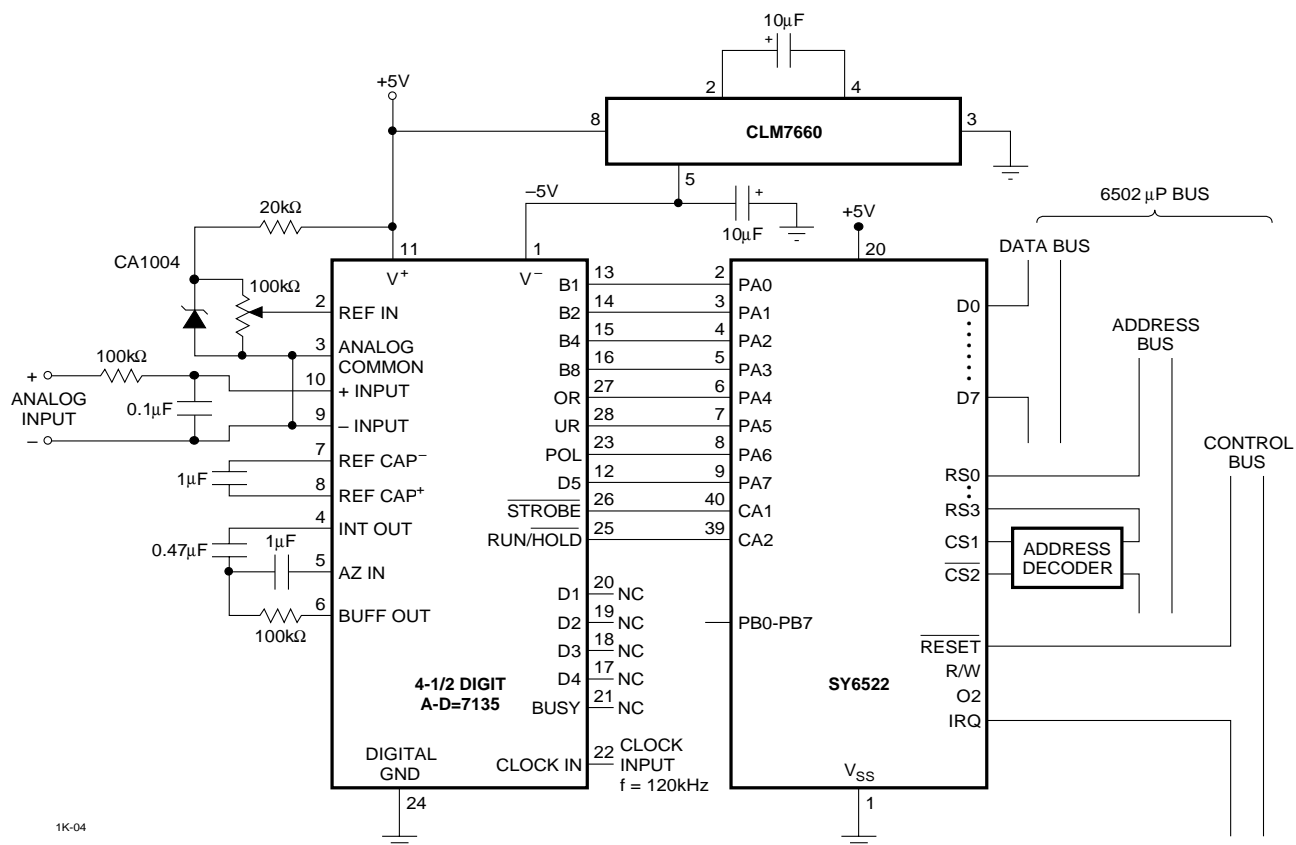 10µF
+
+5V
2
4
8
CLM7660
3
5
–5V
+
10µF
+5V
6502 µP BUS
20kΩ
11
1
20
DATA BUS
CA1004
V+
V–
100kΩ
2
REF IN
3
ANALOG
COMMON
100kΩ
+
ANALOG
INPUT
–
0.1µF
10
+ INPUT
9
– INPUT
7
REF CAP–
1µF
8
REF CAP+
4
INT OUT
0.47µF
1µF
5
AZ IN
6
BUFF OUT
100kΩ
B1
13
2
PA0
B2
14
3
PA1
B4
15
4
PA2
B8
16
5
PA3
OR
27
6
PA4
UR
28
7
PA5
POL
23
8
PA6
D5
12
9
PA7
STROBE
26
40
CA1
RUN/HOLD
25
39
CA2
D1
20
NC
D2
19
NC
D3
18
NC
D4
17
NC
BUSY
21
NC
4-1/2 DIGIT
A-D=7135
CLOCK IN
22
CLOCK
INPUT
f = 120kHz
DIGITAL
GND
24
PB0-PB7
SY6522
VSS
1
D0
D7
ADDRESS
BUS
CONTROL
BUS
RS0
RS3
CS1
CS2
ADDRESS
DECODER
RESET
R/W
O2
IRQ
1K-04